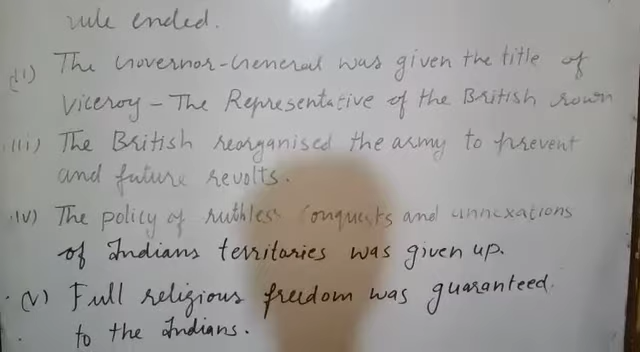 rule ended.
(ii) The Governor-General was given the title of
Viceroy - The Representative of the British rown
(iii) The British reorganised the army to prevent
and future revolts.
(iv) The policy of ruthless conquests and annexations
of Indians territories was given up.
(v) Full religious freedom was guaranteed.
to the Indians.